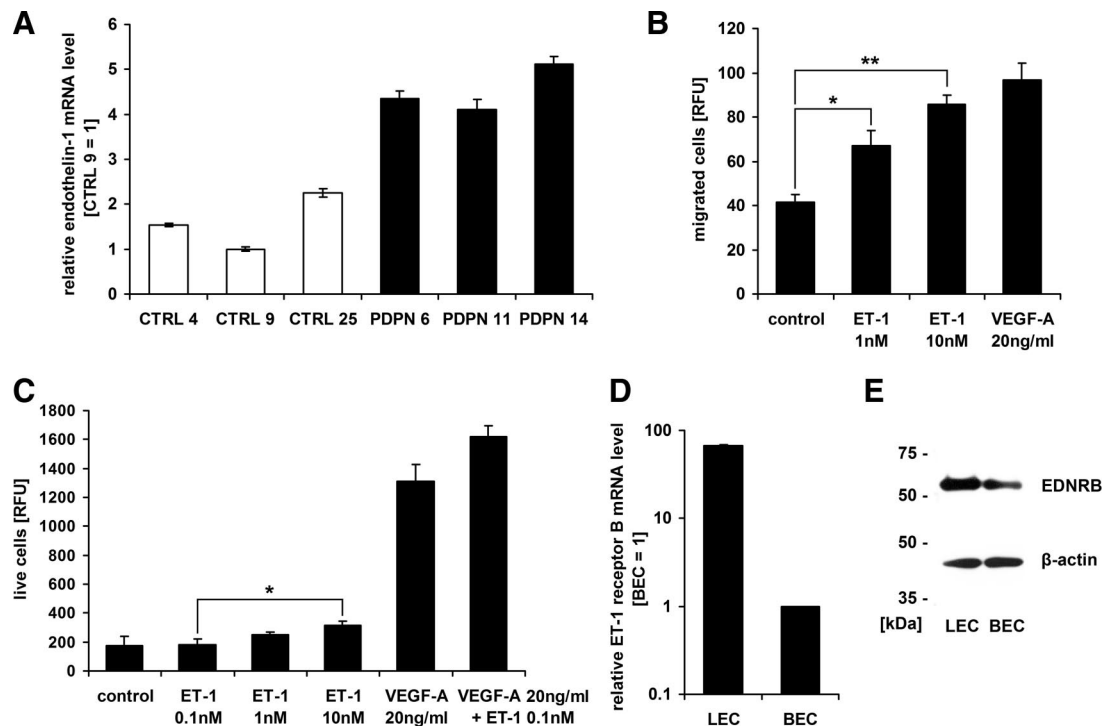 A
relative endothelin-1 mRNA level
[CTRL 9 = 1]
6
5
4
3
2
1
0
CTRL 4 CTRL 9 CTRL 25 PDPN 6 PDPN 11 PDPN 14
B
migrated cells [RFU]
120
100
80
60
40
20
0
*
**
control ET-1 ET-1 VEGF-A
1nM 10nM 20ng/ml
C
live cells [RFU]
1800
1600
1400
1200
1000
800
600
400
200
0
*
control ET-1 ET-1 ET-1 VEGF-A VEGF-A 20ng/ml
0.1nM 1nM 10nM 20ng/ml + ET-1 0.1nM
D
relative ET-1 receptor B mRNA level
[BEC = 1]
100
10
1
0.1
LEC BEC
E
75 -
50 -
EDNRB
50 -
β-actin
35 -
[kDa] LEC BEC